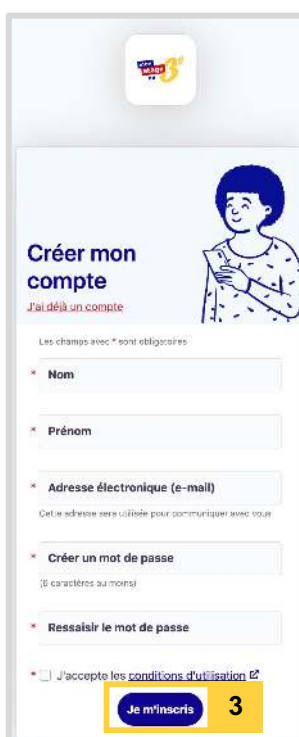 3e
Créer mon
compte
J'ai déjà un compte
Les champs avec * sont obligatoires
* Nom
* Prénom
* Adresse électronique (e-mail)
Cette adresse sera utilisée pour communiquer avec vous
* Créer un mot de passe
(6 caractères au moins)
* Ressaisir le mot de passe
* J'accepte les conditions d'utilisation
Je m'inscris 3